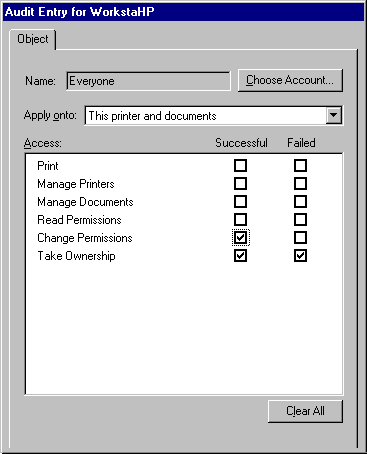 Audit Entry for WorkstaHP
Object
Name: Everyone Choose Account...
Apply onto: This printer and documents
Access: Successful Failed
Print
Manage Printers
Manage Documents
Read Permissions
Change Permissions
Take Ownership
Clear All